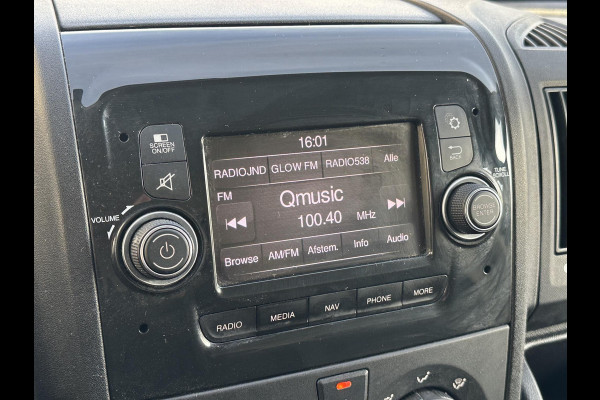 16:01
RADIOJND GLOW FM RADIO538 Alle
FM
Qmusic
100.40 MHz
Browse AM/FM Afstem. Info Audio
SCREEN
ON/OFF
VOLUME
BACK
TUNE
SCROLL
BROWSE
ENTER
RADIO MEDIA NAV PHONE MORE